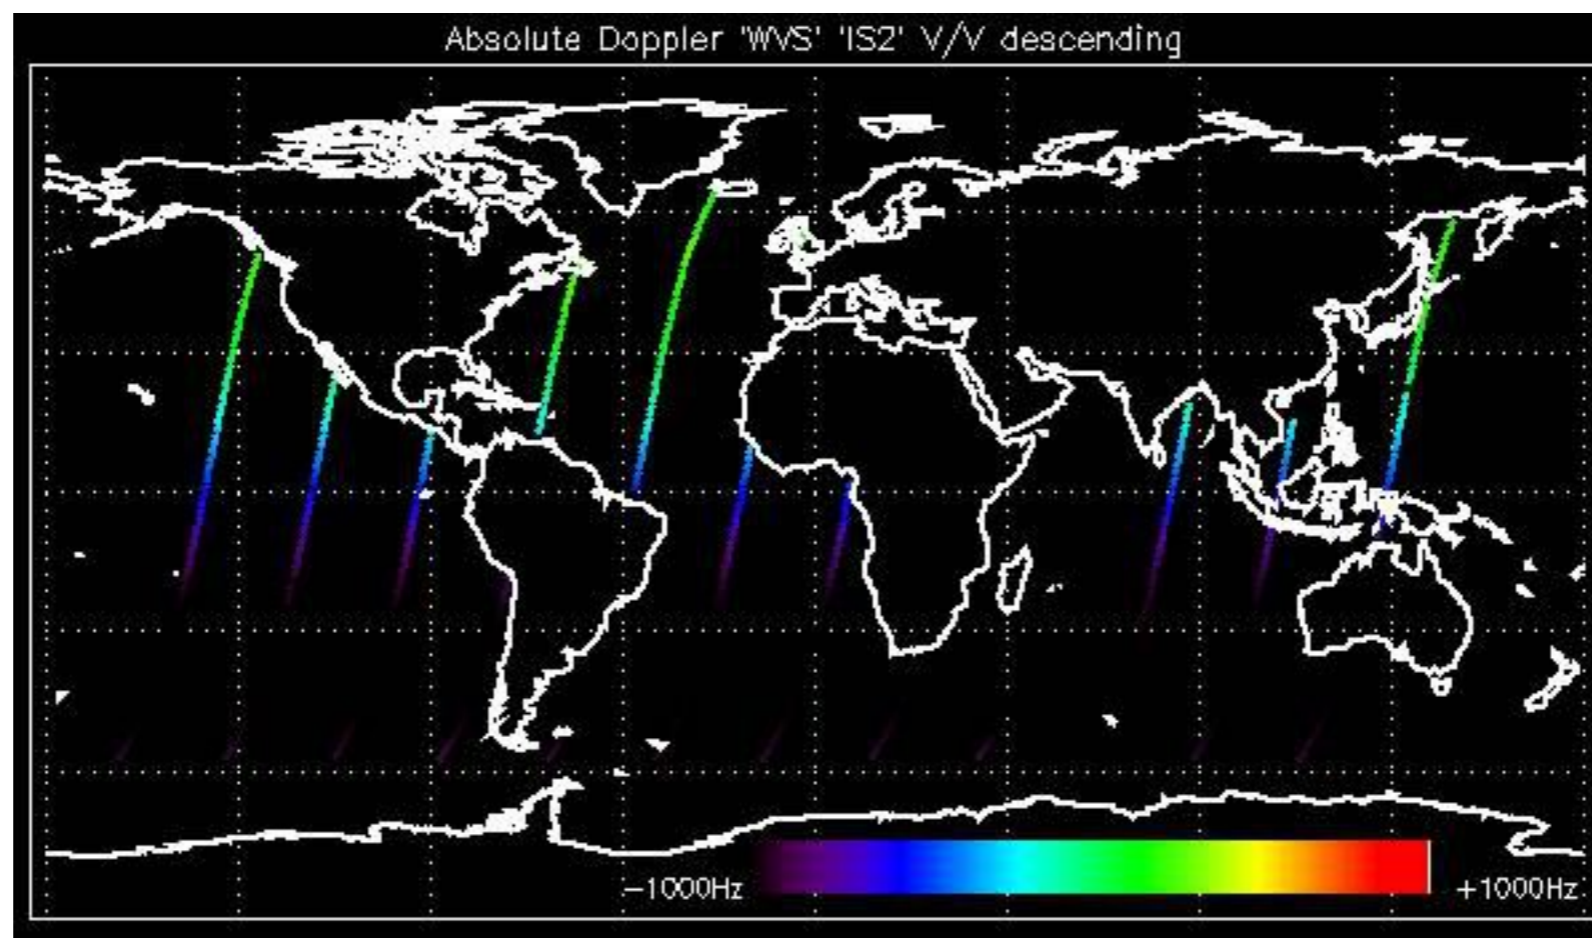 Absolute Doppler 'WVS' 'IS2' V/V descending
−1000Hz
+1000Hz